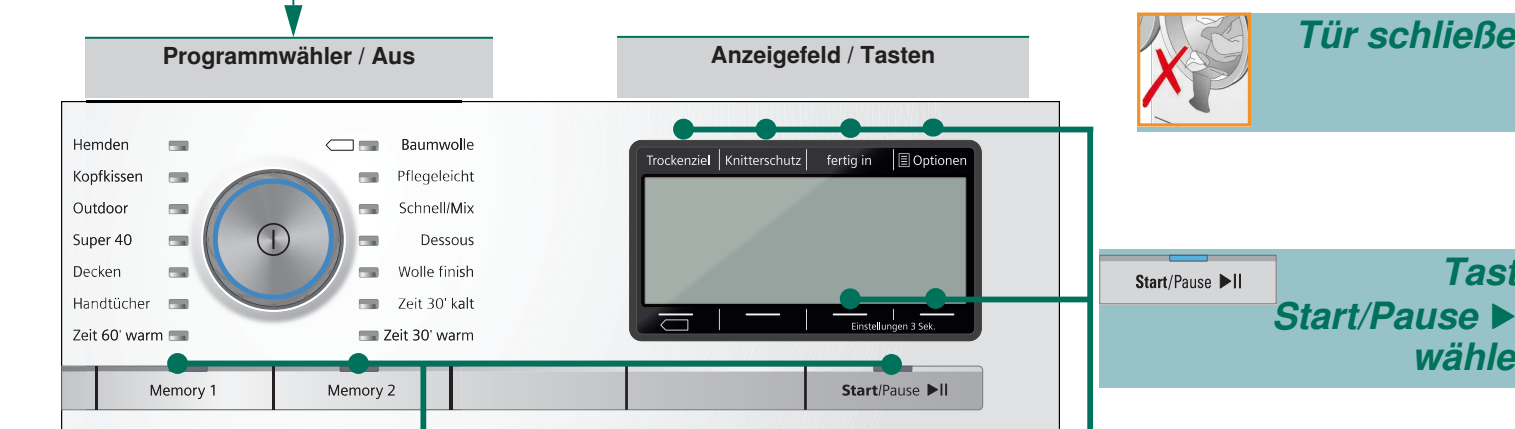 Programmwähler / Aus
Anzeigefeld / Tasten
Hemden
Kopfkissen
Outdoor
Super 40
Decken
Handtücher
Zeit 60' warm
Baumwolle
Pflegeleicht
Schnell/Mix
Dessous
Wolle finish
Zeit 30' kalt
Zeit 30' warm
Trockenziel Knitterschutz fertig in Optionen
Einstellungen 3 Sek.
Memory 1 Memory 2 Start/Pause ▶II
Tür schließe
Start/Pause ▶II
Tast
Start/Pause ▶
wähle